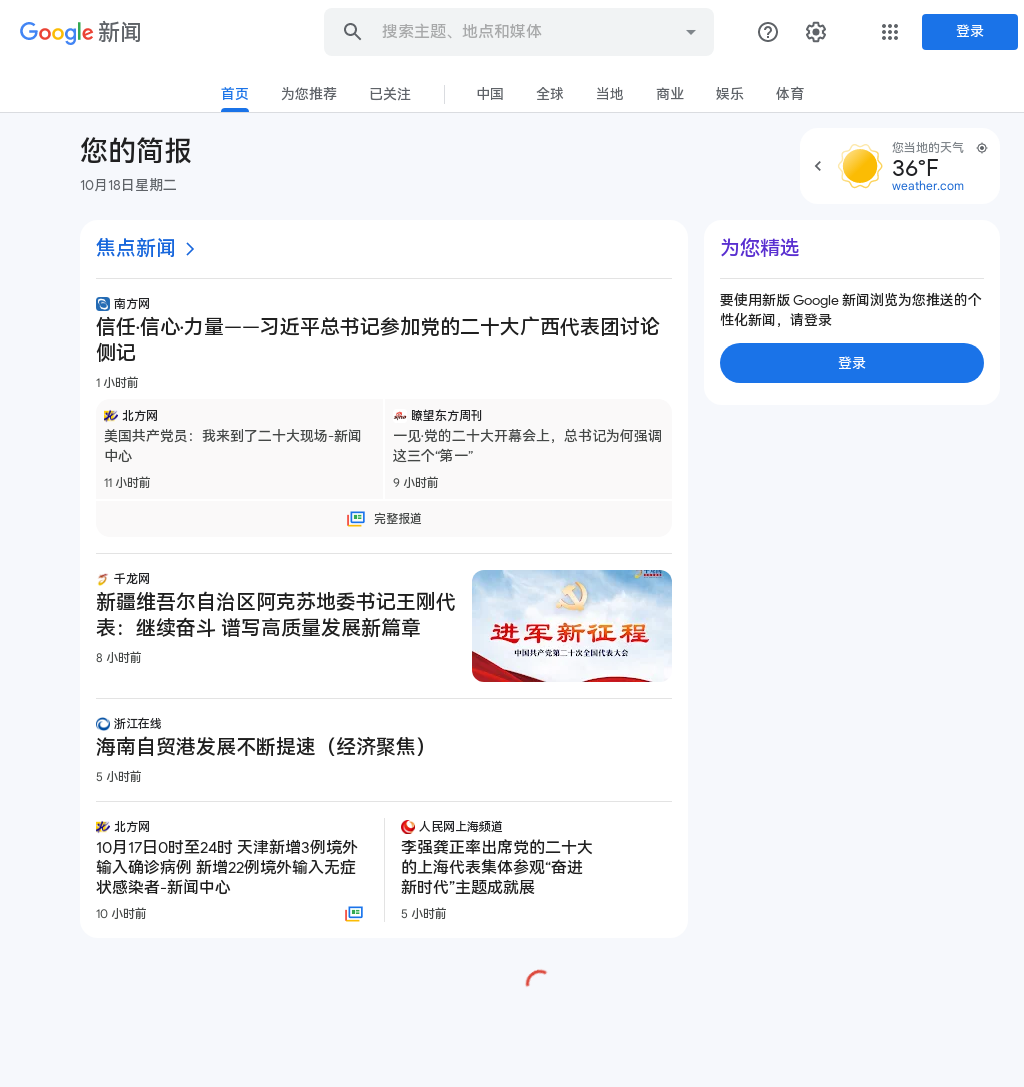 Google 新闻
搜索主题、地点和媒体
登录
首页 为您推荐 已关注 中国 全球 当地 商业 娱乐 体育
您的简报
10月18日星期二
您当地的天气
36°F
weather.com
焦点新闻
南方网
信任·信心·力量——习近平总书记参加党的二十大广西代表团讨论
侧记
1 小时前
北方网
美国共产党员：我来到了二十大现场-新闻
中心
11 小时前
瞭望东方周刊
一见·党的二十大开幕会上，总书记为何强调
这三个“第一”
9 小时前
完整报道
千龙网
新疆维吾尔自治区阿克苏地委书记王刚代
表：继续奋斗 谱写高质量发展新篇章
8 小时前
进军新征程
中国共产党第二十次全国代表大会
浙江在线
海南自贸港发展不断提速（经济聚焦）
5 小时前
北方网
10月17日0时至24时 天津新增3例境外
输入确诊病例 新增22例境外输入无症
状感染者-新闻中心
10 小时前
人民网上海频道
李强龚正率出席党的二十大
的上海代表集体参观“奋进
新时代”主题成就展
5 小时前
为您精选
要使用新版 Google 新闻浏览为您推送的个
性化新闻，请登录
登录